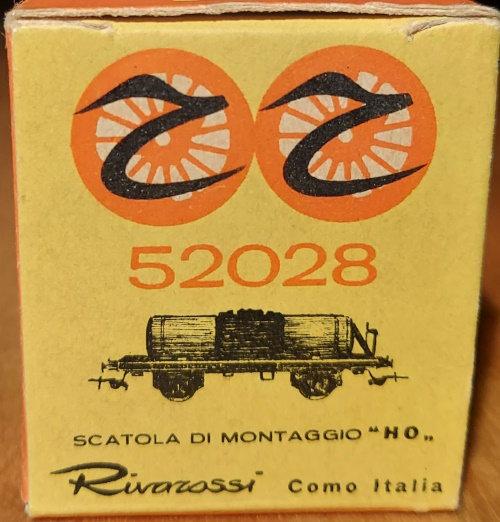 52028
SCATOLA DI MONTAGGIO "HO„
Rivarossi Como Italia